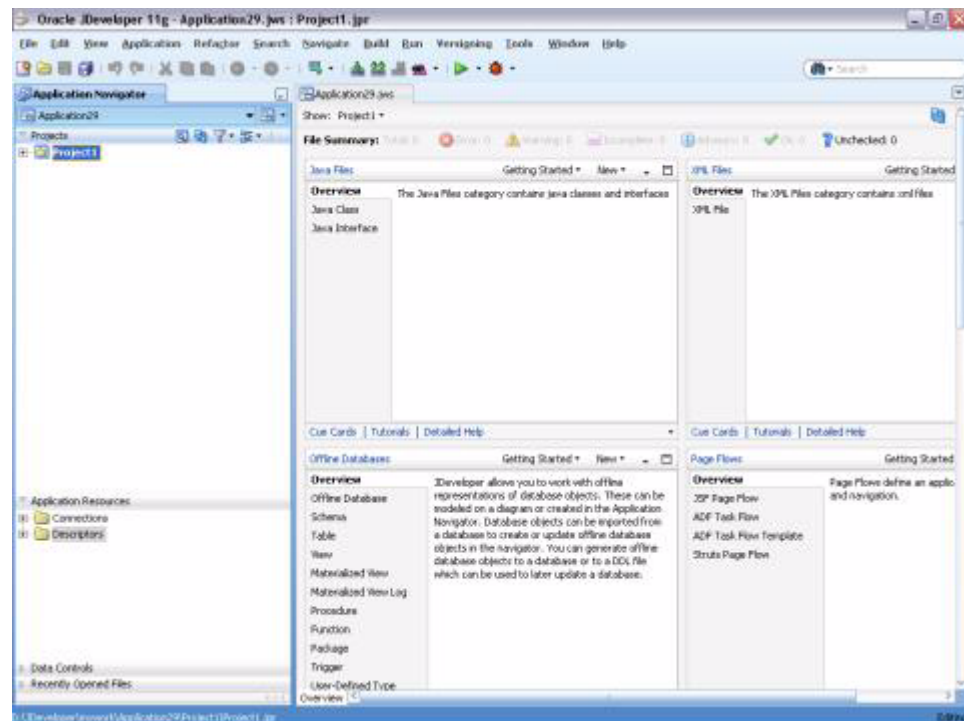 Oracle JDeveloper 11g - Application29.jws : Project1.jpr
File Edit View Application Refactor Search Navigate Build Run Versioning Tools Window Help
Search
Application Navigator
Application29
Projects
Project1
Application Resources
Connections
Descriptors
Data Controls
Recently Opened Files
Application29.jws
Show: Project1
File Summary:
Unchecked: 0
Java Files Getting Started New
Overview
Java Class
Java Interface
The Java Files category contains java classes and interfaces
Cue Cards | Tutorials | Detailed Help
XML Files Getting Started
Overview
XML File
The XML Files category contains xml files
Cue Cards | Tutorials | Detailed Help
Offline Databases Getting Started New
Overview
Offline Database
Schema
Table
View
Materialized View
Materialized View Log
Procedure
Function
Package
Trigger
User-Defined Type
JDeveloper allows you to work with offline
representations of database objects. These can be
modeled on a diagram or created in the Application
Navigator. Database objects can be imported from
a database to create or update offline database
objects in the navigator. You can generate offline
database objects to a database or to a DDL file
which can be used to later update a database.
Page Flows Getting Started
Overview
JSF Page Flow
ADF Task Flow
ADF Task Flow Template
Struts Page Flow
Page Flows define an applic
and navigation.
Overview